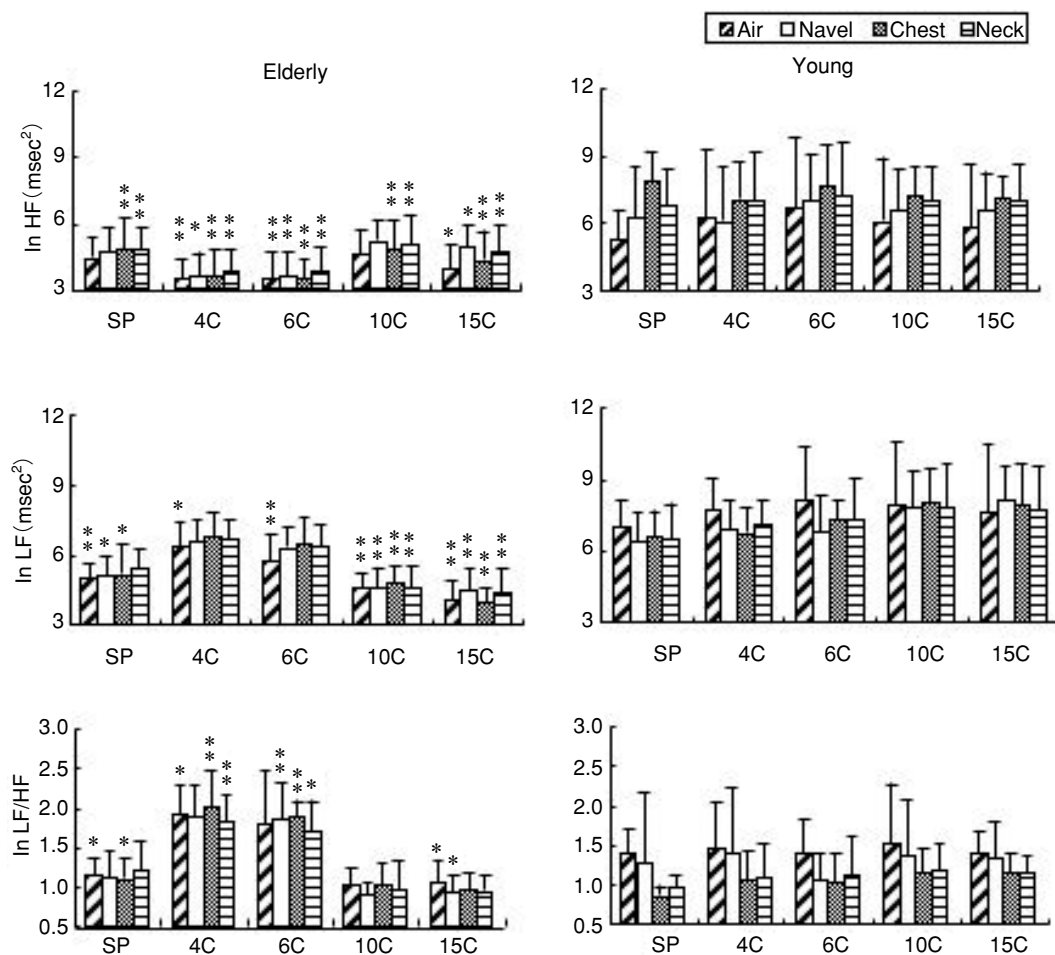 Air Navel Chest Neck
Elderly
Young
ln HF(msec²)
12
9
6
3
** ** ** * ** ** ** ** ** ** ** ** * * ** **
SP 4C 6C 10C 15C
12
9
6
3
SP 4C 6C 10C 15C
ln LF(msec²)
12
9
6
3
** * * * ** ** ** ** ** ** ** ** **
SP 4C 6C 10C 15C
12
9
6
3
SP 4C 6C 10C 15C
ln LF/HF
3.0
2.5
2.0
1.5
1.0
0.5
* * * ** ** ** ** * * *
SP 4C 6C 10C 15C
3.0
2.5
2.0
1.5
1.0
0.5
SP 4C 6C 10C 15C